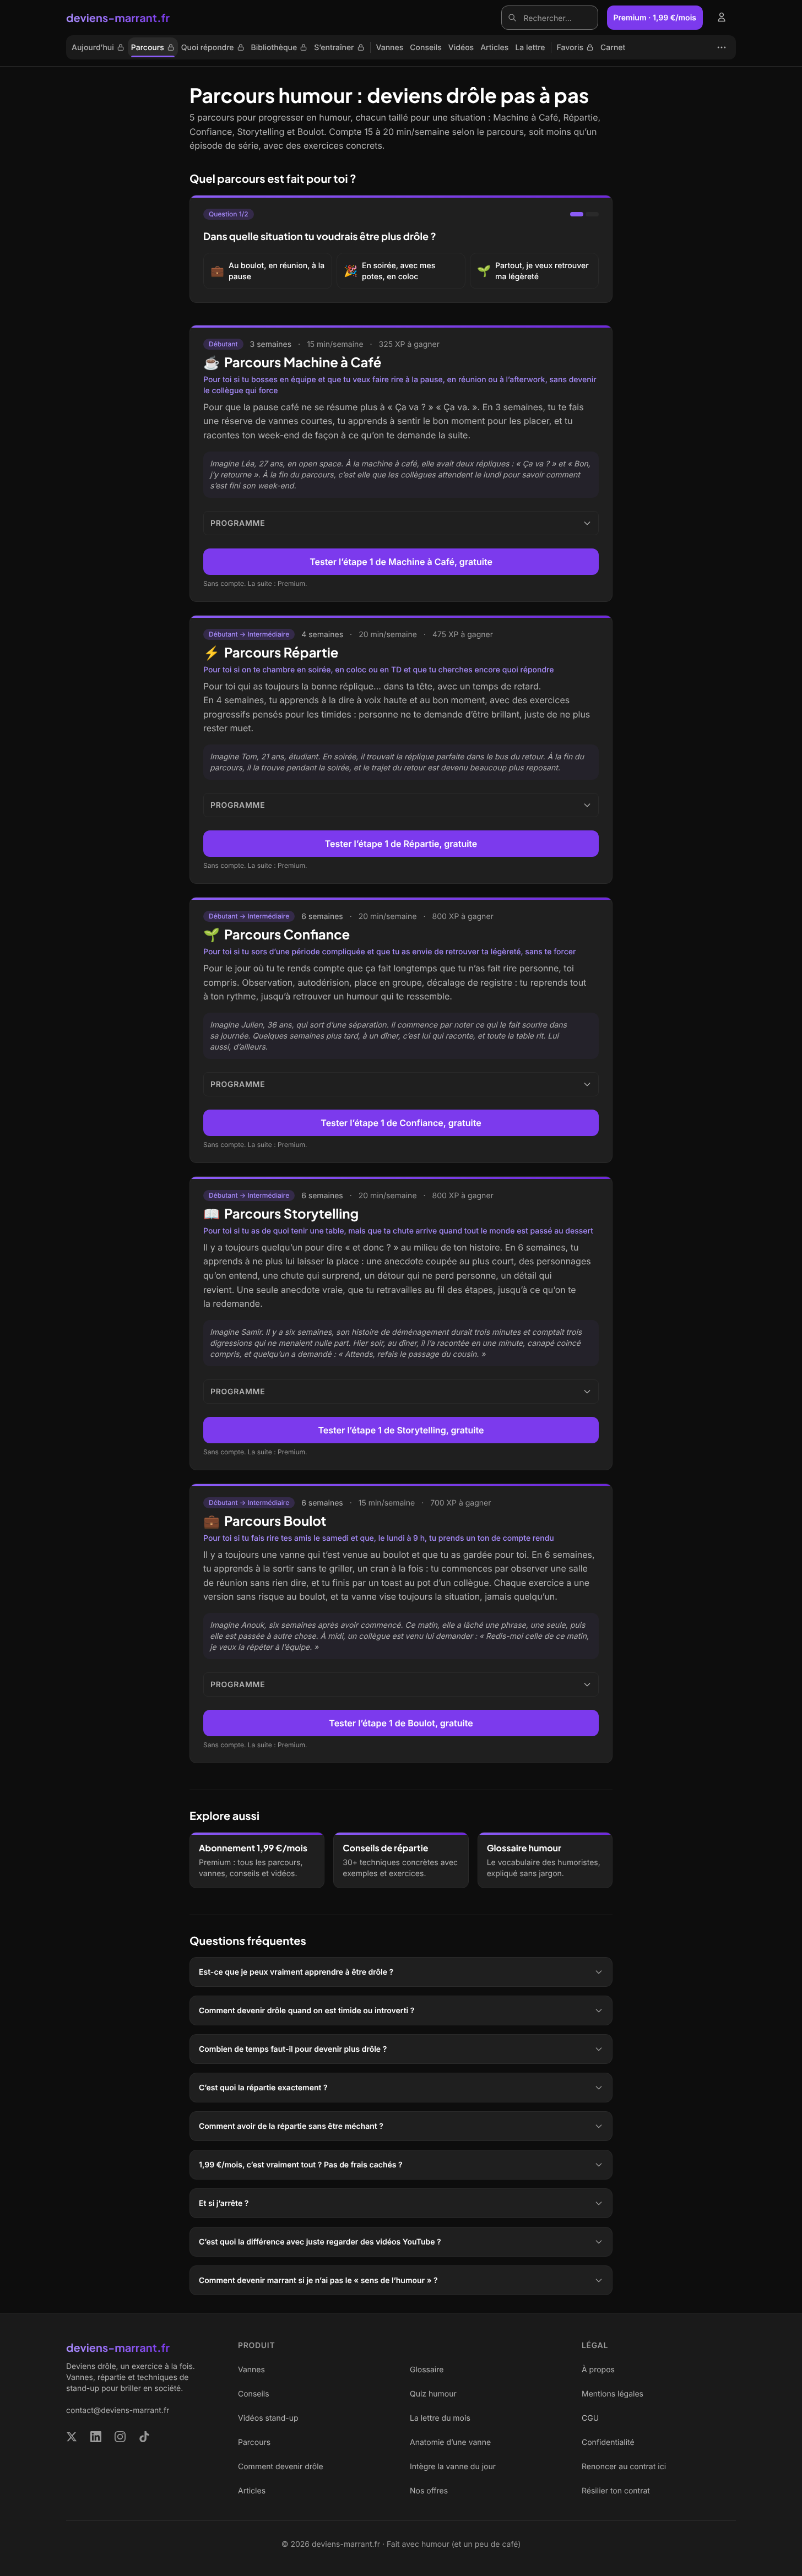 deviens-marrant.fr
Rechercher...
Premium · 1,99 €/mois
Aujourd’hui
Parcours
Quoi répondre
Bibliothèque
S’entraîner
Vannes
Conseils
Vidéos
Articles
La lettre
Favoris
Carnet
Parcours humour : deviens drôle pas à pas
5 parcours pour progresser en humour, chacun taillé pour une situation : Machine à Café, Répartie,
Confiance, Storytelling et Boulot. Compte 15 à 20 min/semaine selon le parcours, soit moins qu’un
épisode de série, avec des exercices concrets.
Quel parcours est fait pour toi ?
Question 1/2
Dans quelle situation tu voudrais être plus drôle ?
Au boulot, en réunion, à la
pause
En soirée, avec mes
potes, en coloc
Partout, je veux retrouver
ma légèreté
Débutant 3 semaines · 15 min/semaine · 325 XP à gagner
Parcours Machine à Café
Pour toi si tu bosses en équipe et que tu veux faire rire à la pause, en réunion ou à l’afterwork, sans devenir
le collègue qui force
Pour que la pause café ne se résume plus à « Ça va ? » « Ça va. ». En 3 semaines, tu te fais
une réserve de vannes courtes, tu apprends à sentir le bon moment pour les placer, et tu
racontes ton week-end de façon à ce qu’on te demande la suite.
Imagine Léa, 27 ans, en open space. À la machine à café, elle avait deux répliques : « Ça va ? » et « Bon,
j’y retourne ». À la fin du parcours, c’est elle que les collègues attendent le lundi pour savoir comment
s’est fini son week-end.
PROGRAMME
Tester l’étape 1 de Machine à Café, gratuite
Sans compte. La suite : Premium.
Débutant → Intermédiaire 4 semaines · 20 min/semaine · 475 XP à gagner
Parcours Répartie
Pour toi si on te chambre en soirée, en coloc ou en TD et que tu cherches encore quoi répondre
Pour toi qui as toujours la bonne réplique… dans ta tête, avec un temps de retard.
En 4 semaines, tu apprends à la dire à voix haute et au bon moment, avec des exercices
progressifs pensés pour les timides : personne ne te demande d’être brillant, juste de ne plus
rester muet.
Imagine Tom, 21 ans, étudiant. En soirée, il trouvait la réplique parfaite dans le bus du retour. À la fin du
parcours, il la trouve pendant la soirée, et le trajet du retour est devenu beaucoup plus reposant.
PROGRAMME
Tester l’étape 1 de Répartie, gratuite
Sans compte. La suite : Premium.
Débutant → Intermédiaire 6 semaines · 20 min/semaine · 800 XP à gagner
Parcours Confiance
Pour toi si tu sors d’une période compliquée et que tu as envie de retrouver ta légèreté, sans te forcer
Pour le jour où tu te rends compte que ça fait longtemps que tu n’as fait rire personne, toi
compris. Observation, autodérision, place en groupe, décalage de registre : tu reprends tout
à ton rythme, jusqu’à retrouver un humour qui te ressemble.
Imagine Julien, 36 ans, qui sort d’une séparation. Il commence par noter ce qui le fait sourire dans
sa journée. Quelques semaines plus tard, à un dîner, c’est lui qui raconte, et toute la table rit. Lui
aussi, d’ailleurs.
PROGRAMME
Tester l’étape 1 de Confiance, gratuite
Sans compte. La suite : Premium.
Débutant → Intermédiaire 6 semaines · 20 min/semaine · 800 XP à gagner
Parcours Storytelling
Pour toi si tu as de quoi tenir une table, mais que ta chute arrive quand tout le monde est passé au dessert
Il y a toujours quelqu’un pour dire « et donc ? » au milieu de ton histoire. En 6 semaines, tu
apprends à ne plus lui laisser la place : une anecdote coupée au plus court, des personnages
qu’on entend, une chute qui surprend, un détour qui ne perd personne, un détail qui
revient. Une seule anecdote vraie, que tu retravailles au fil des étapes, jusqu’à ce qu’on te
la redemande.
Imagine Samir. Il y a six semaines, son histoire de déménagement durait trois minutes et comptait trois
digressions qui ne menaient nulle part. Hier soir, au dîner, il l’a racontée en une minute, canapé coincé
compris, et quelqu’un a demandé : « Attends, refais le passage du cousin. »
PROGRAMME
Tester l’étape 1 de Storytelling, gratuite
Sans compte. La suite : Premium.
Débutant → Intermédiaire 6 semaines · 15 min/semaine · 700 XP à gagner
Parcours Boulot
Pour toi si tu fais rire tes amis le samedi et que, le lundi à 9 h, tu prends un ton de compte rendu
Il y a toujours une vanne qui t’est venue au boulot et que tu as gardée pour toi. En 6 semaines,
tu apprends à la sortir sans te griller, un cran à la fois : tu commences par observer une salle
de réunion sans rien dire, et tu finis par un toast au pot d’un collègue. Chaque exercice a une
version sans risque au boulot, et ta vanne vise toujours la situation, jamais quelqu’un.
Imagine Anouk, six semaines après avoir commencé. Ce matin, elle a lâché une phrase, une seule, puis
elle est passée à autre chose. À midi, un collègue est venu lui demander : « Redis-moi celle de ce matin,
je veux la répéter à l’équipe. »
PROGRAMME
Tester l’étape 1 de Boulot, gratuite
Sans compte. La suite : Premium.
Explore aussi
Abonnement 1,99 €/mois
Premium : tous les parcours,
vannes, conseils et vidéos.
Conseils de répartie
30+ techniques concrètes avec
exemples et exercices.
Glossaire humour
Le vocabulaire des humoristes,
expliqué sans jargon.
Questions fréquentes
Est-ce que je peux vraiment apprendre à être drôle ?
Comment devenir drôle quand on est timide ou introverti ?
Combien de temps faut-il pour devenir plus drôle ?
C’est quoi la répartie exactement ?
Comment avoir de la répartie sans être méchant ?
1,99 €/mois, c’est vraiment tout ? Pas de frais cachés ?
Et si j’arrête ?
C’est quoi la différence avec juste regarder des vidéos YouTube ?
Comment devenir marrant si je n’ai pas le « sens de l’humour » ?
deviens-marrant.fr
Deviens drôle, un exercice à la fois.
Vannes, répartie et techniques de
stand-up pour briller en société.
contact@deviens-marrant.fr
PRODUIT
Vannes
Conseils
Vidéos stand-up
Parcours
Comment devenir drôle
Articles
Glossaire
Quiz humour
La lettre du mois
Anatomie d’une vanne
Intègre la vanne du jour
Nos offres
LÉGAL
À propos
Mentions légales
CGU
Confidentialité
Renoncer au contrat ici
Résilier ton contrat
© 2026 deviens-marrant.fr · Fait avec humour (et un peu de café)